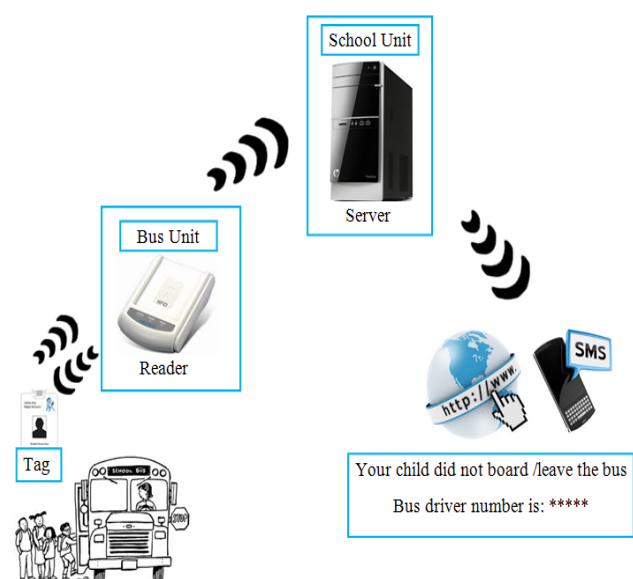 School Unit
Server
Bus Unit
RFID
Reader
Tag
SCHOOL BUS
STOP
http://www.
SMS
Your child did not board /leave the bus
Bus driver number is: *****